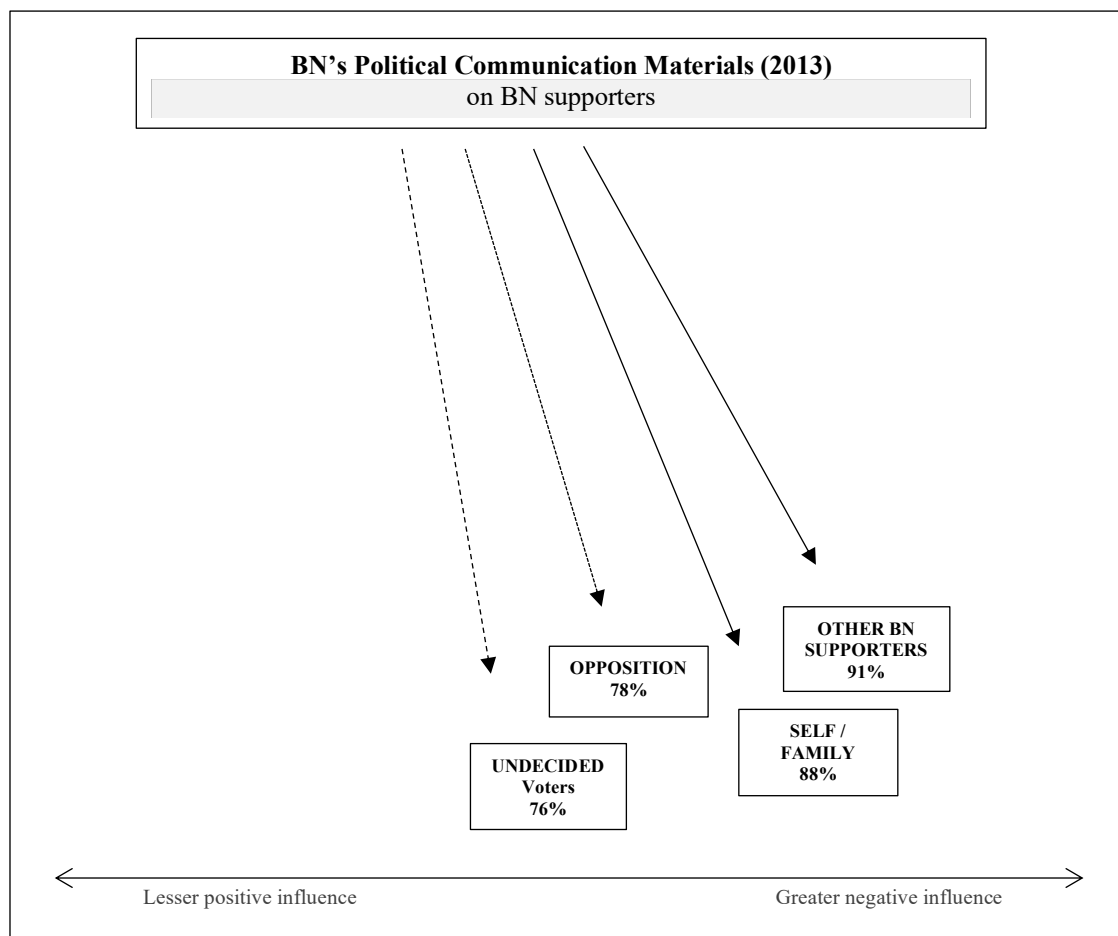 BN’s Political Communication Materials (2013)
on BN supporters
OTHER BN
SUPPORTERS
91%
OPPOSITION
78%
SELF /
FAMILY
88%
UNDECIDED
Voters
76%
Lesser positive influence
Greater negative influence